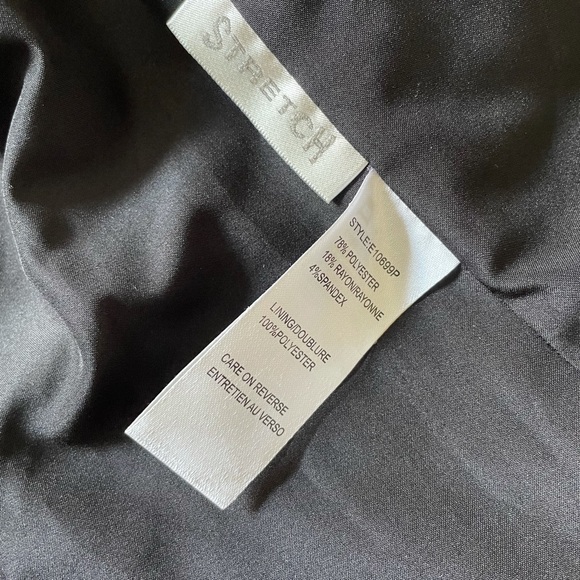 STRETCH
STYLE:E10699P
78%POLYESTER
18%RAYON/RAYONNE
4%SPANDEX
LINING/DOUBLURE
100%POLYESTER
CARE ON REVERSE
ENTRETIEN AU VERSO